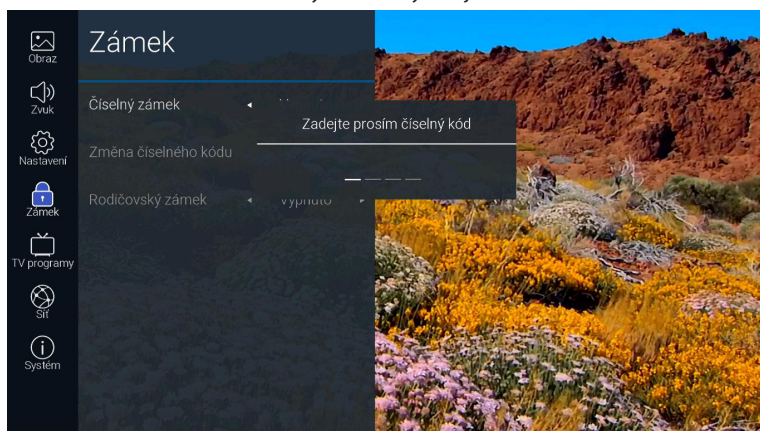 Obraz
Zvuk
Nastavení
Zámek
TV programy
Síť
Systém
Zámek
Číselný zámek
Změna číselného kódu
Rodičovský zámek
Vypnuto
Zadejte prosím číselný kód